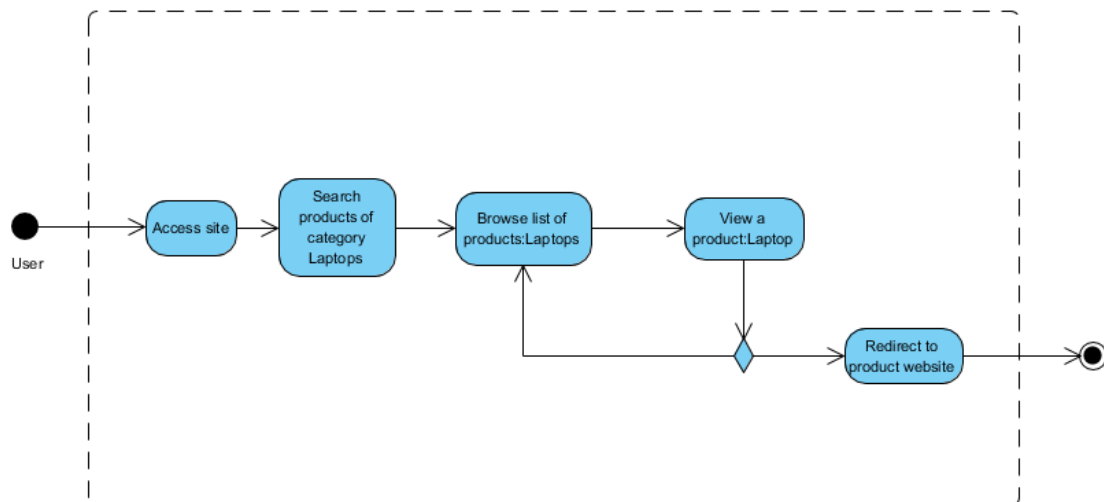 User
Access site
Search
products of
category
Laptops
Browse list of
products:Laptops
View a
product:Laptop
Redirect to
product website